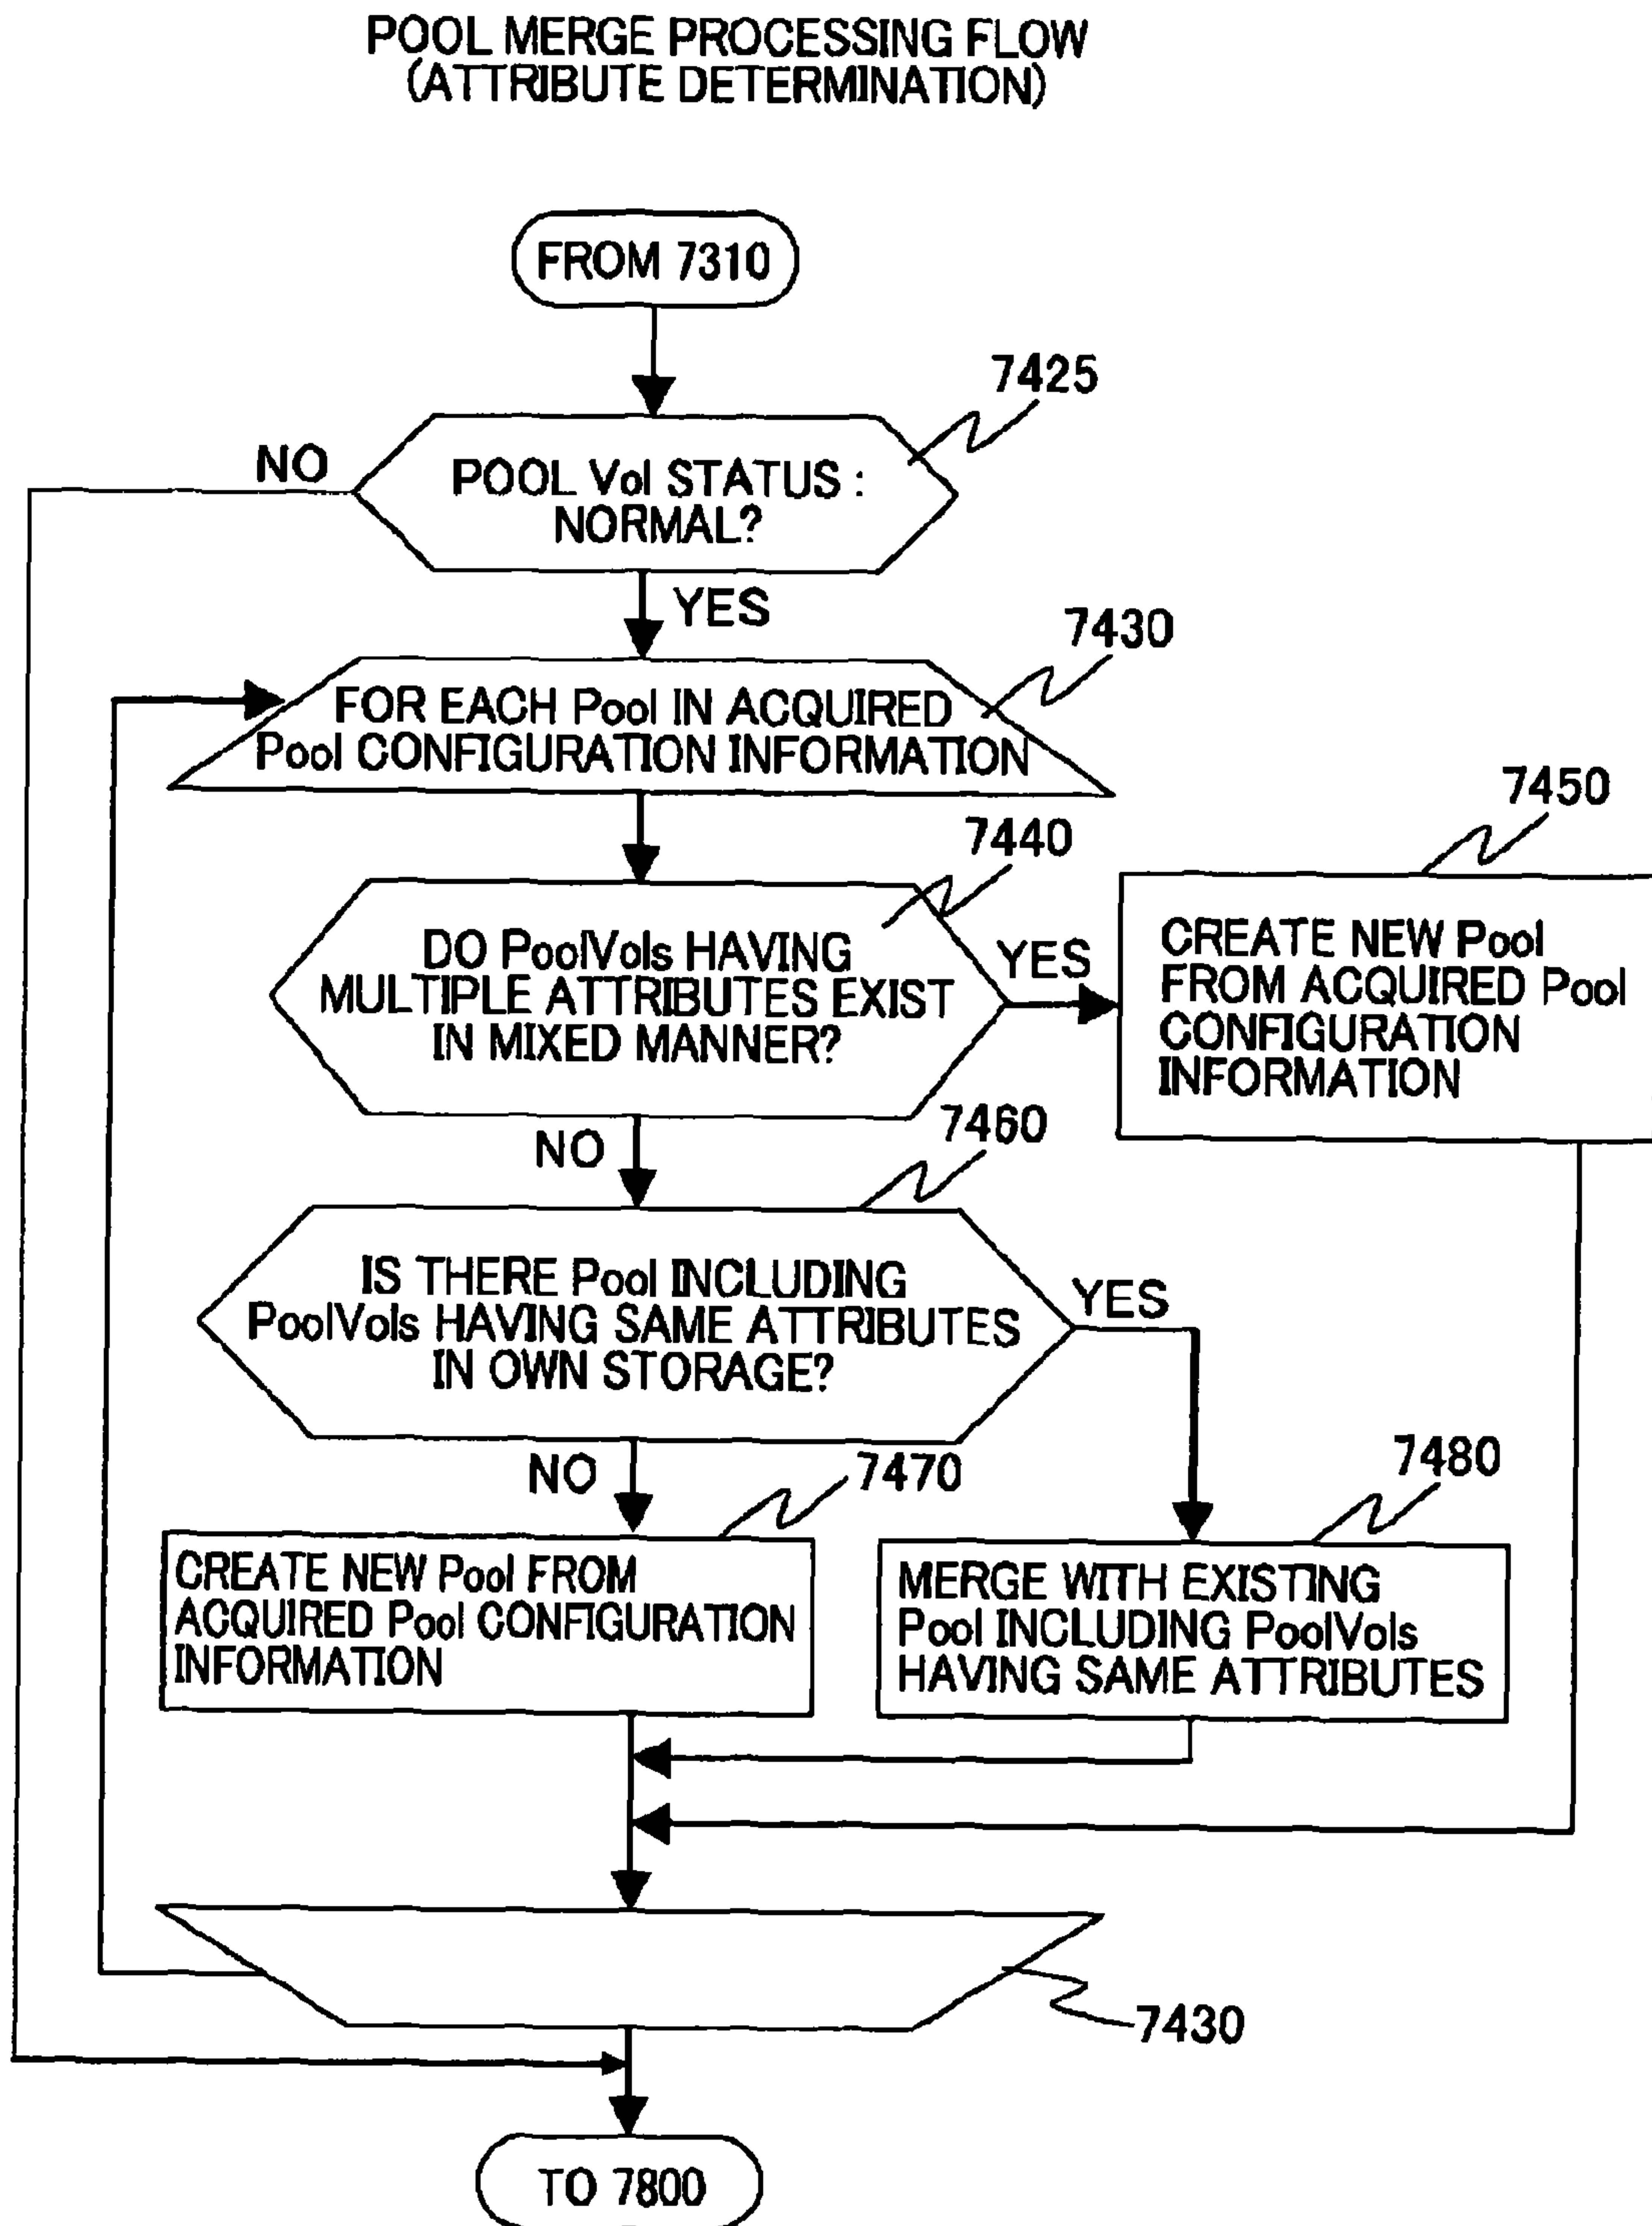 POOL MERGE PROCESSING FLOW
(ATTRIBUTE DETERMINATION)
FROM 7310
7425
NO
POOL Vol STATUS :
NORMAL?
YES
7430
FOR EACH Pool IN ACQUIRED
Pool CONFIGURATION INFORMATION
7440
7450
DO PoolVols HAVING
MULTIPLE ATTRIBUTES EXIST
IN MIXED MANNER?
YES
CREATE NEW Pool
FROM ACQUIRED Pool
CONFIGURATION
INFORMATION
NO
7460
IS THERE Pool INCLUDING
PoolVols HAVING SAME ATTRIBUTES
IN OWN STORAGE?
YES
NO
7470
7480
CREATE NEW Pool FROM
ACQUIRED Pool CONFIGURATION
INFORMATION
MERGE WITH EXISTING
Pool INCLUDING PoolVols
HAVING SAME ATTRIBUTES
7430
TO 7800